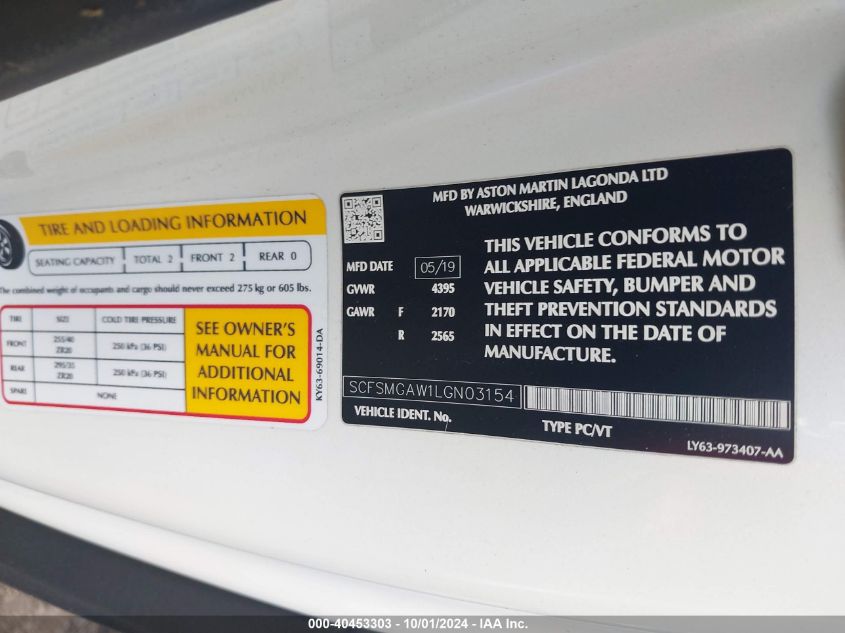 TIRE AND LOADING INFORMATION
SEATING CAPACITY TOTAL 2 FRONT 2 REAR 0
The combined weight of occupants and cargo should never exceed 275 kg or 605 lbs.
TIRE SIZE COLD TIRE PRESSURE
FRONT 255/40 ZR20 250 kPa (36 PSI)
REAR 295/35 ZR20 250 kPa (36 PSI)
SPARE NONE
SEE OWNER'S
MANUAL FOR
ADDITIONAL
INFORMATION
KY63-69014-DA
MFD BY ASTON MARTIN LAGONDA LTD
WARWICKSHIRE, ENGLAND
MFD DATE 05/19
GVWR 4395
GAWR F 2170
R 2565
THIS VEHICLE CONFORMS TO
ALL APPLICABLE FEDERAL MOTOR
VEHICLE SAFETY, BUMPER AND
THEFT PREVENTION STANDARDS
IN EFFECT ON THE DATE OF
MANUFACTURE.
SCFSMGAW1LGN03154
VEHICLE IDENT. No.
TYPE PC/VT
LY63-973407-AA
000-40453303 - 10/01/2024 - IAA Inc.